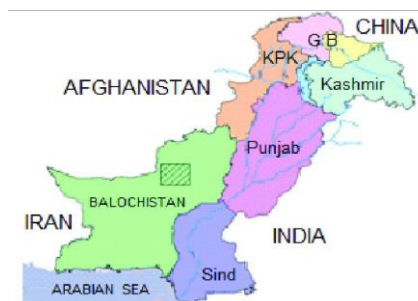 CHINA
G B
KPK
AFGHANISTAN
Kashmir
Punjab
BALOCHISTAN
IRAN
INDIA
Sind
ARABIAN SEA